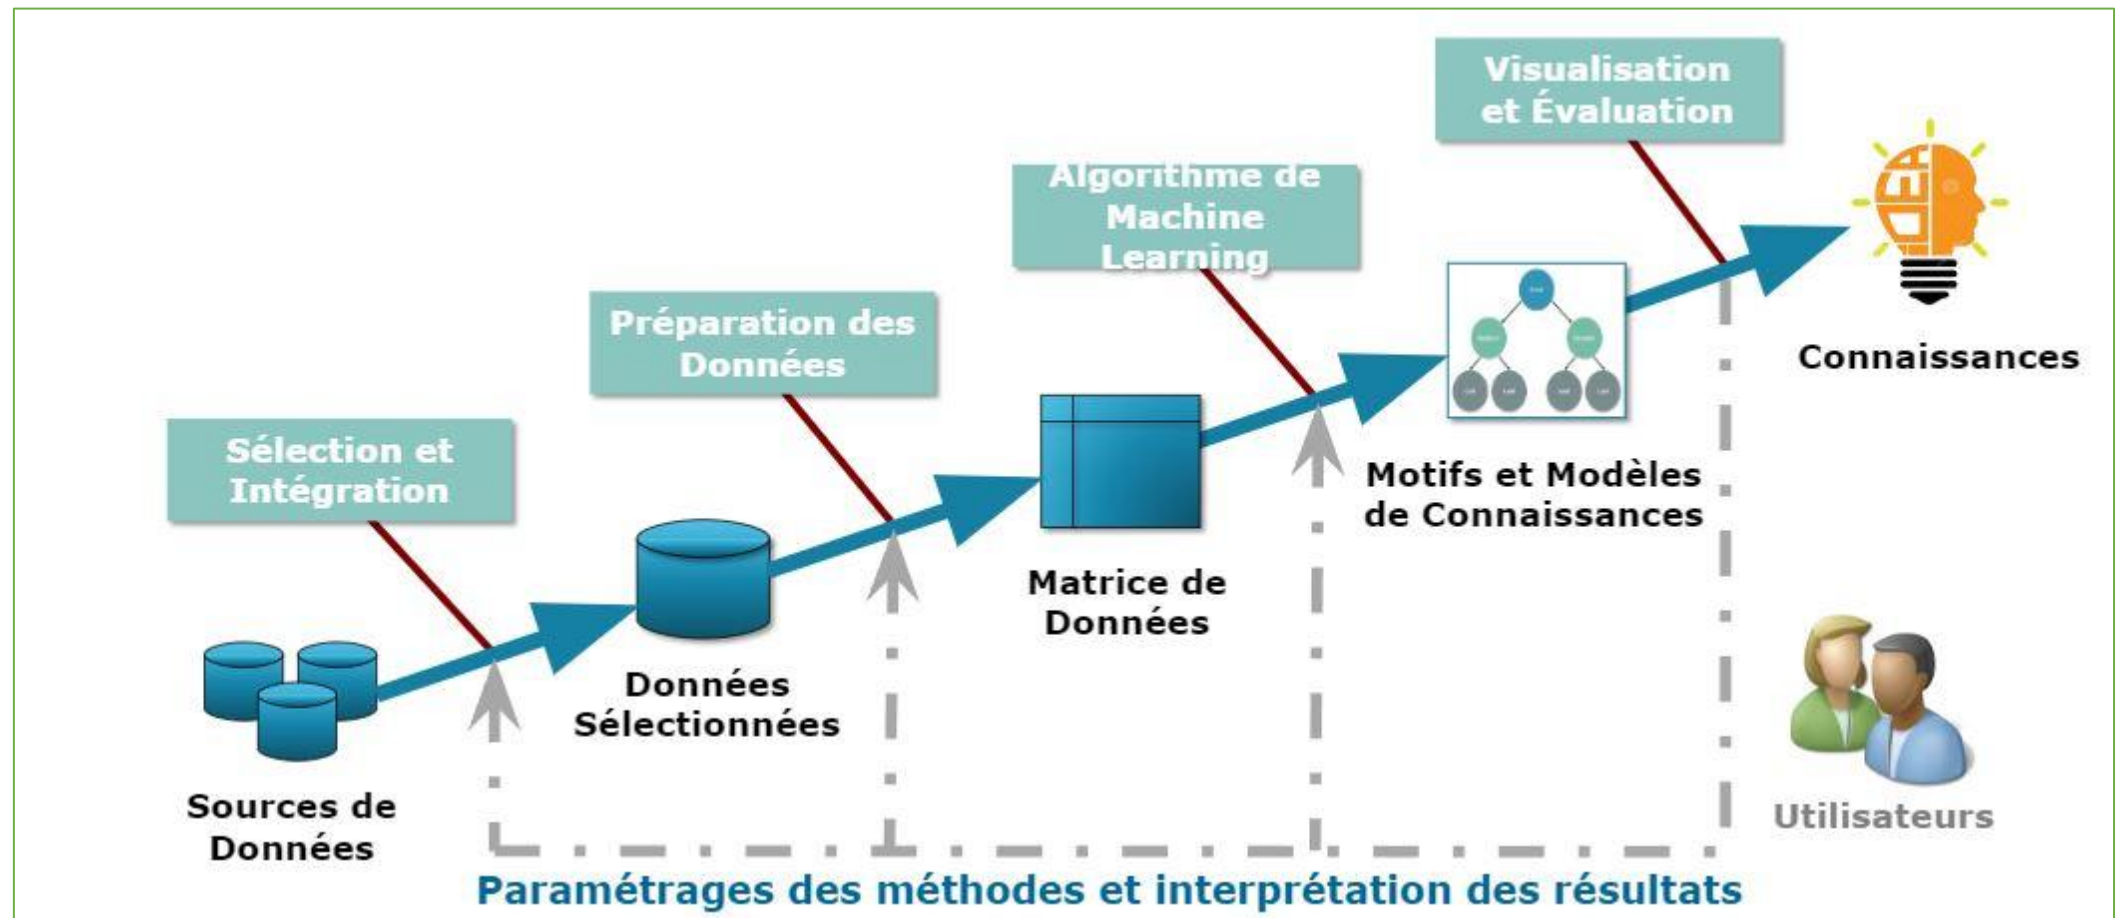 Visualisation
et Évaluation
Algorithme de
Machine
Learning
Préparation des
Données
Sélection et
Intégration
IDEA
Connaissances
Motifs et Modèles
de Connaissances
Matrice de
Données
Données
Sélectionnées
Sources de
Données
Utilisateurs
Paramétrages des méthodes et interprétation des résultats